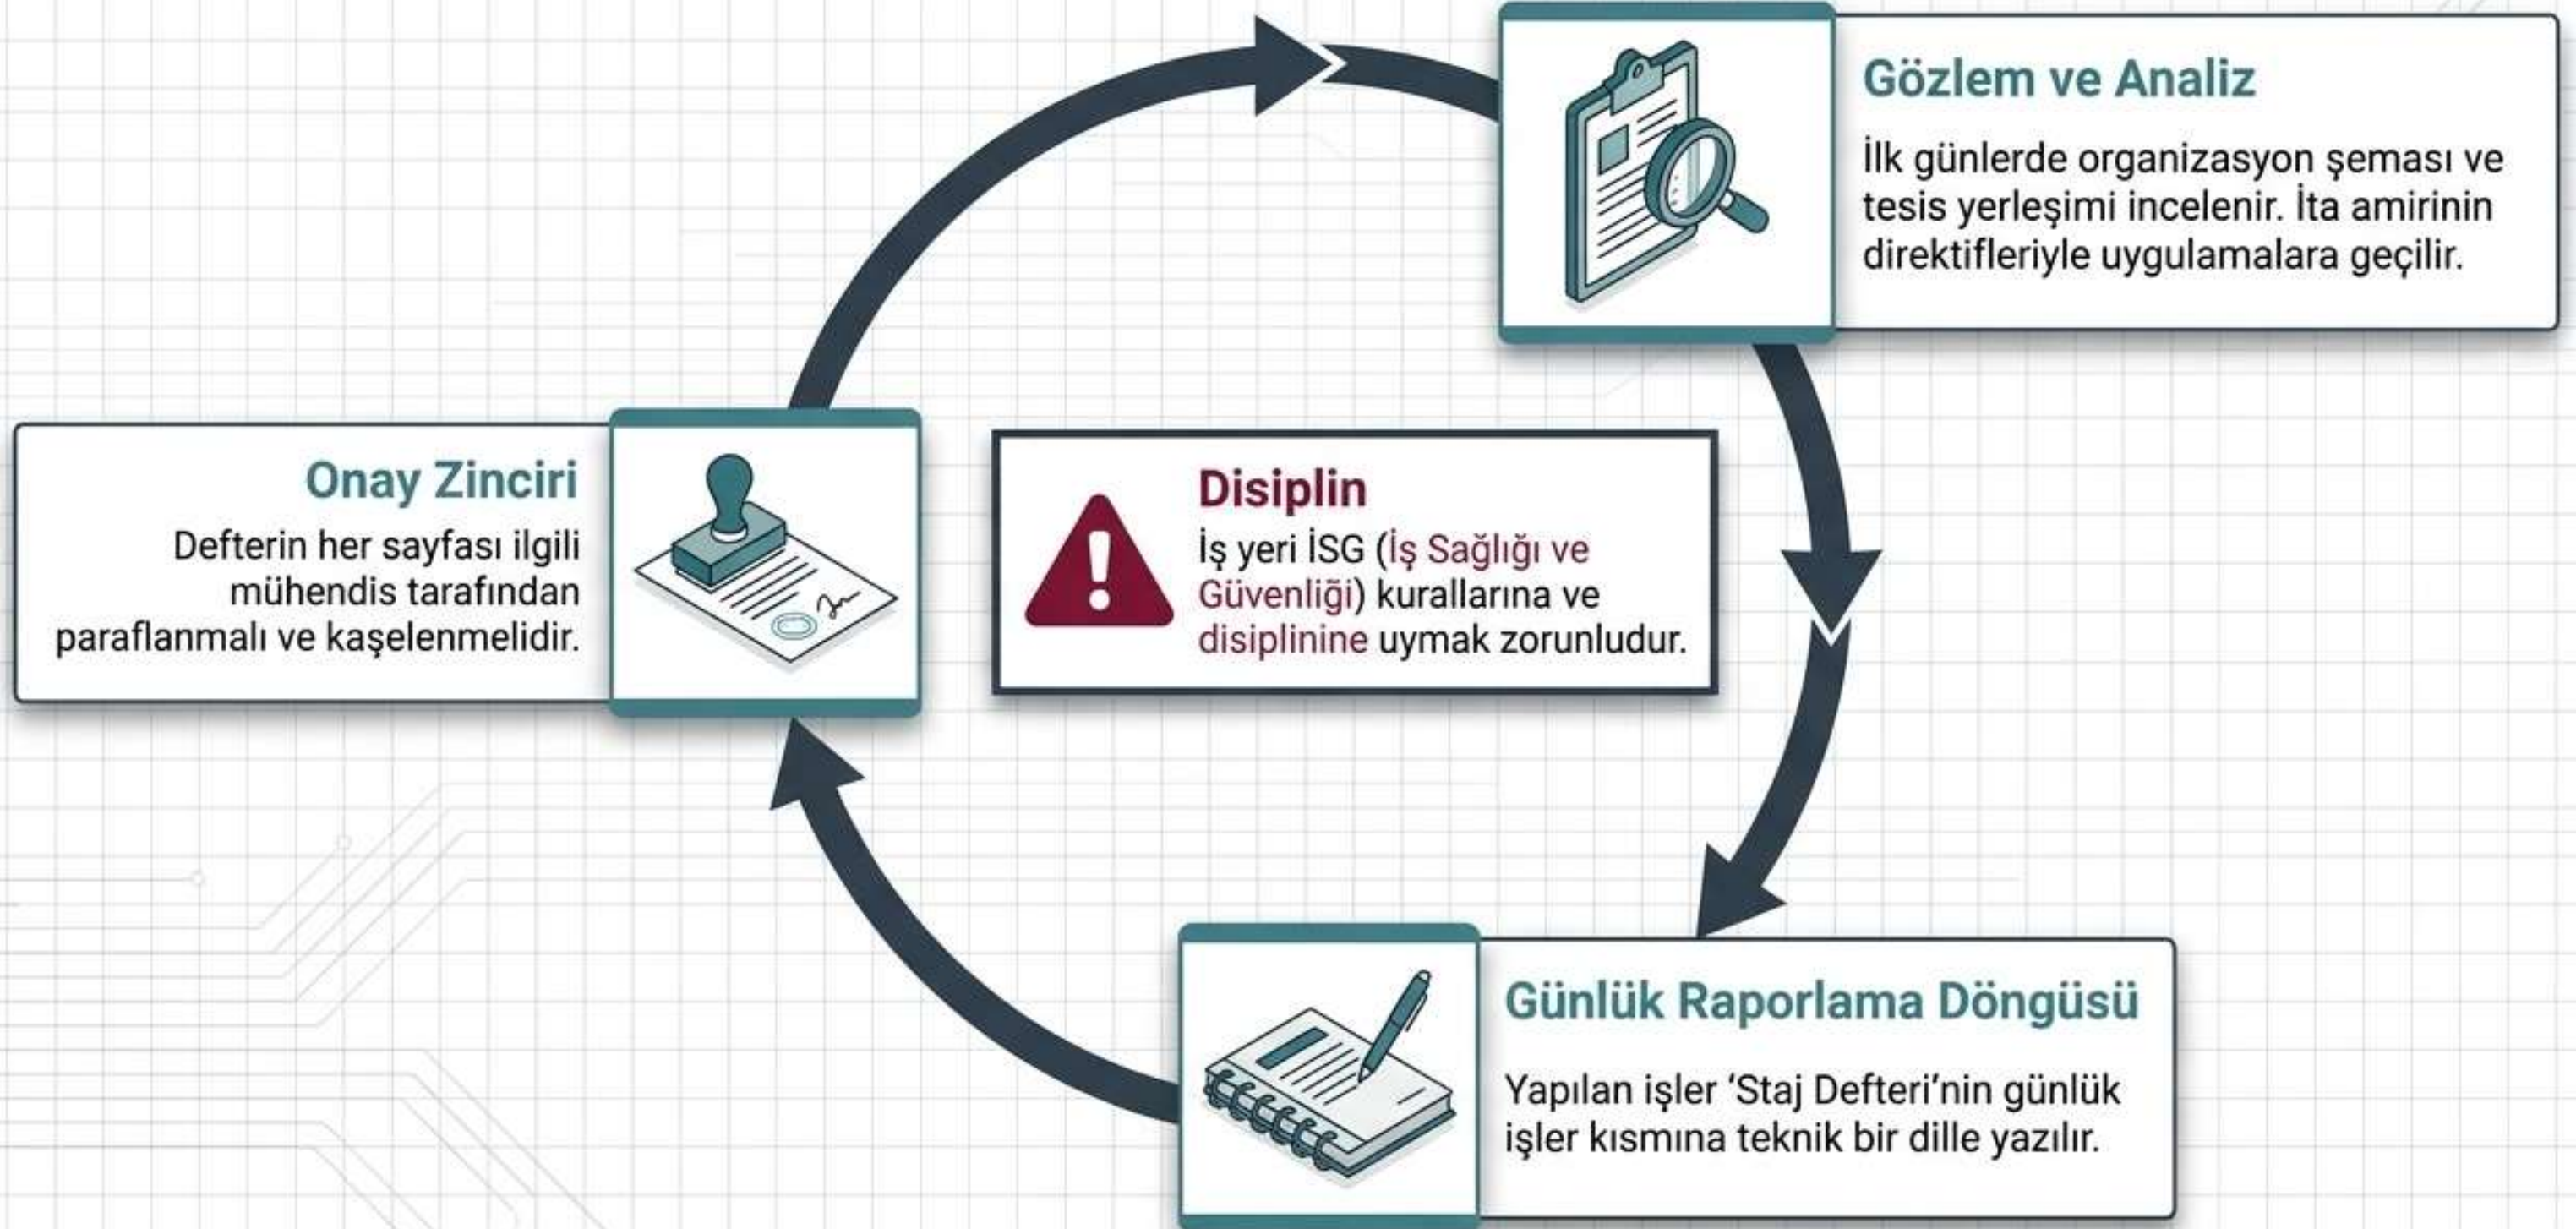 Gözlem ve Analiz
İlk günlerde organizasyon şeması ve
tesis yerleşimi incelenir. İta amirinin
direktifleriyle uygulamalara geçilir.
Onay Zinciri
Defterin her sayfası ilgili
mühendis tarafından
paraflanmalı ve kaşelenmelidir.
Disiplin
İş yeri İSG (İş Sağlığı ve
Güvenliği) kurallarına ve
disiplinine uymak zorunludur.
Günlük Raporlama Döngüsü
Yapılan işler ‘Staj Defteri’nin günlük
işler kısmına teknik bir dille yazılır.